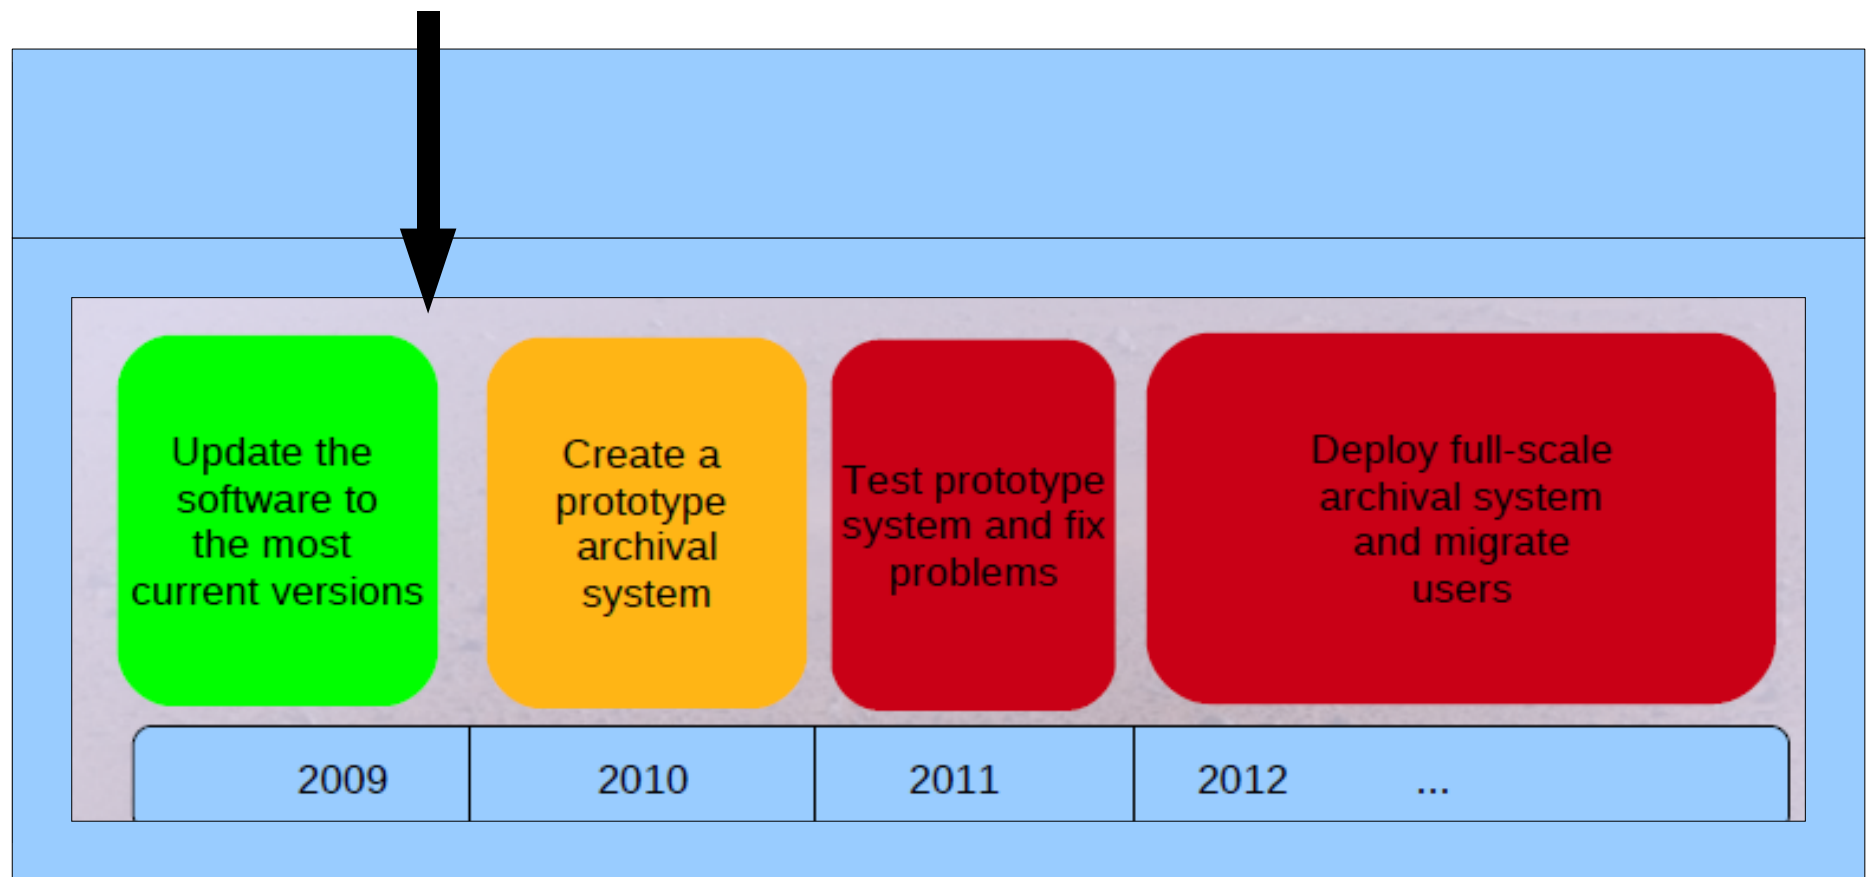 Update the
software to
the most
current versions
Create a
prototype
archival
system
Test prototype
system and fix
problems
Deploy full-scale
archival system
and migrate
users
2009
2010
2011
2012
...